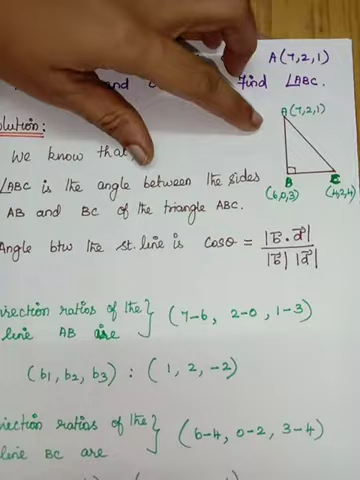 A(7,2,1)
and
find ∠ABC.
olution:
A(7,2,1)
We know that,
B
C
(6,0,3)
(4,2,4)
∠ABC is the angle between the sides
AB and BC of the triangle ABC.
Angle btw the st. line is cosθ = |b̄·d̄| / |b̄| |d̄|
irection ratios of the } (7-6, 2-0, 1-3)
line AB are
(b₁, b₂, b₃) : (1, 2, -2)
irection ratios of the } (6-4, 0-2, 3-4)
line BC are